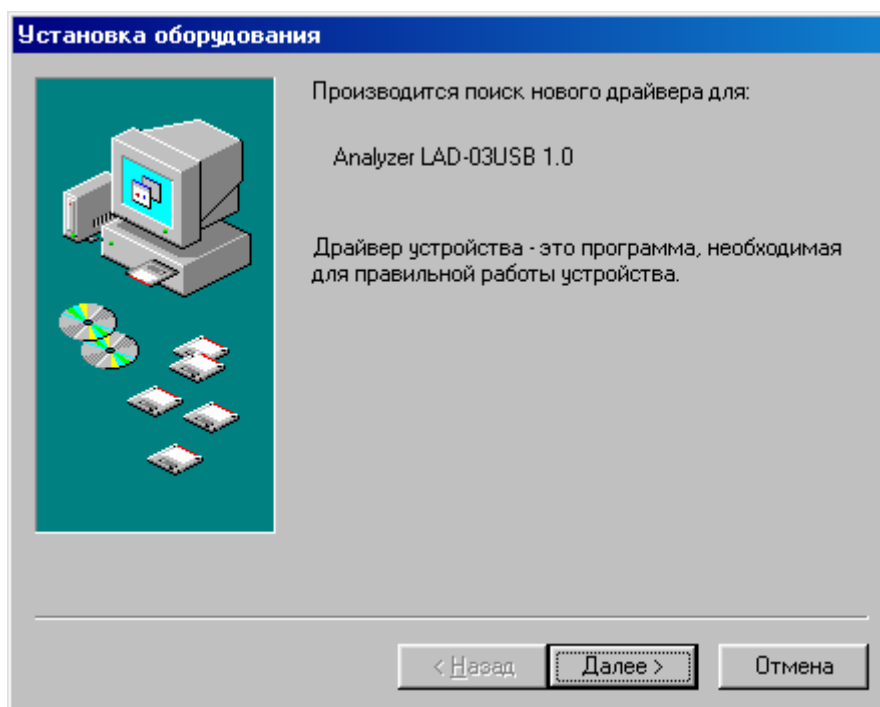 Установка оборудования
Производится поиск нового драйвера для:
Analyzer LAD-03USB 1.0
Драйвер устройства - это программа, необходимая
для правильной работы устройства.
< Назад
Далее >
Отмена